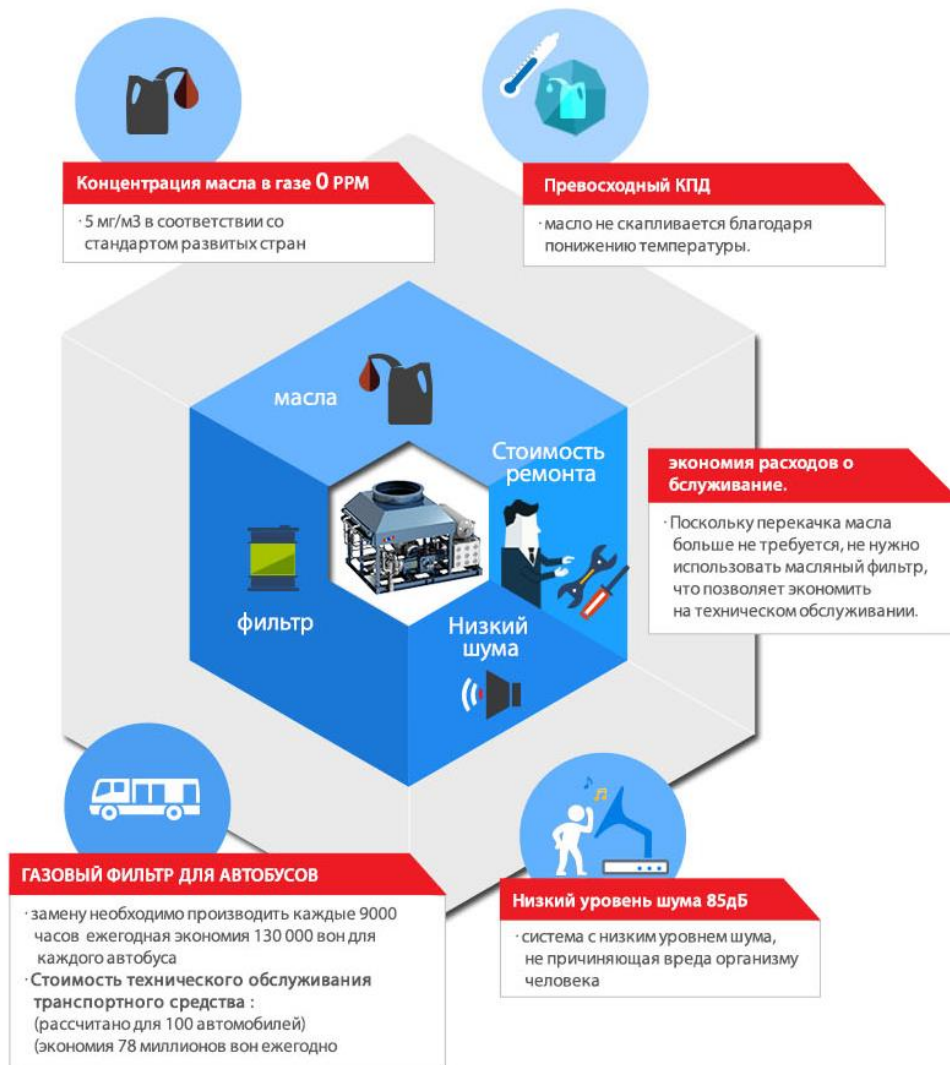 Концентрация масла в газе 0 PPM
· 5 мг/м3 в соответствии со
стандартом развитых стран
Превосходный КПД
· масло не скапливается благодаря
понижению температуры.
масла
Стоимость
ремонта
фильтр
Низкий
шума
экономия расходов о
бслуживание.
· Поскольку перекачка масла
больше не требуется, не нужно
использовать масляный фильтр,
что позволяет экономить
на техническом обслуживании.
ГАЗОВЫЙ ФИЛЬТР ДЛЯ АВТОБУСОВ
· замену необходимо производить каждые 9000
часов ежегодная экономия 130 000 вон для
каждого автобуса
· Стоимость технического обслуживания
транспортного средства :
(рассчитано для 100 автомобилей)
(экономия 78 миллионов вон ежегодно
Низкий уровень шума 85дБ
· система с низким уровнем шума,
не причиняющая вреда организму
человека